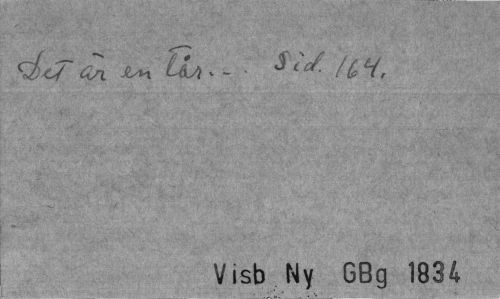 Det är en tår... Sid. 164.
Visb Ny GBg 1834